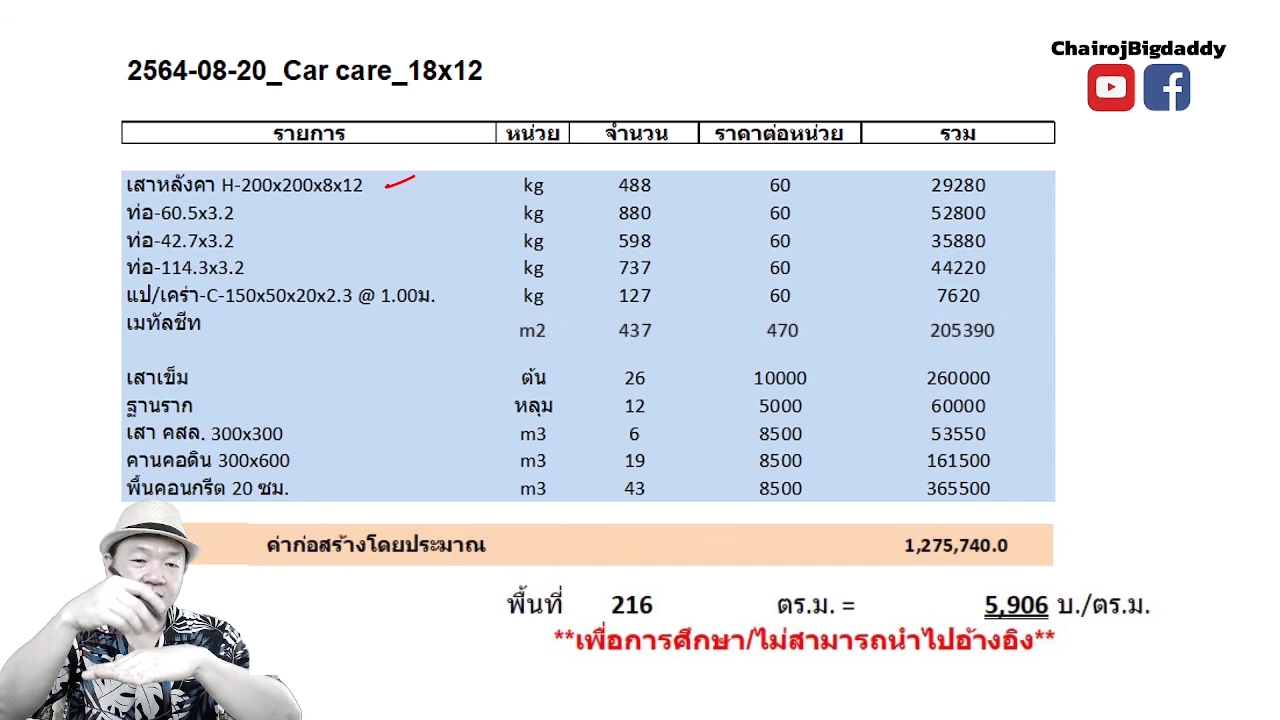 ChairojBigdaddy
2564-08-20_Car care_18x12
รายการ หน่วย จำนวน ราคาต่อหน่วย รวม
เสาหลังคา H-200x200x8x12 kg 488 60 29280
ท่อ-60.5x3.2 kg 880 60 52800
ท่อ-42.7x3.2 kg 598 60 35880
ท่อ-114.3x3.2 kg 737 60 44220
แป/เคร่า-C-150x50x20x2.3 @ 1.00ม. kg 127 60 7620
เมทัลชีท m2 437 470 205390
เสาเข็ม ต้น 26 10000 260000
ฐานราก หลุม 12 5000 60000
เสา คสล. 300x300 m3 6 8500 53550
คานคอดิน 300x600 m3 19 8500 161500
พื้นคอนกรีต 20 ซม. m3 43 8500 365500
ค่าก่อสร้างโดยประมาณ 1,275,740.0
พื้นที่ 216 ตร.ม. = 5,906 บ./ตร.ม.
**เพื่อการศึกษา/ไม่สามารถนำไปอ้างอิง**